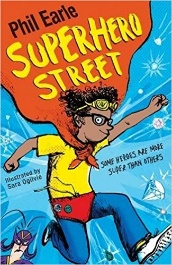 Phil Earle
SUPERHERO
STREET
Illustrated by
Sara Ogilvie
SOME HEROES ARE MORE
SUPER THAN OTHERS